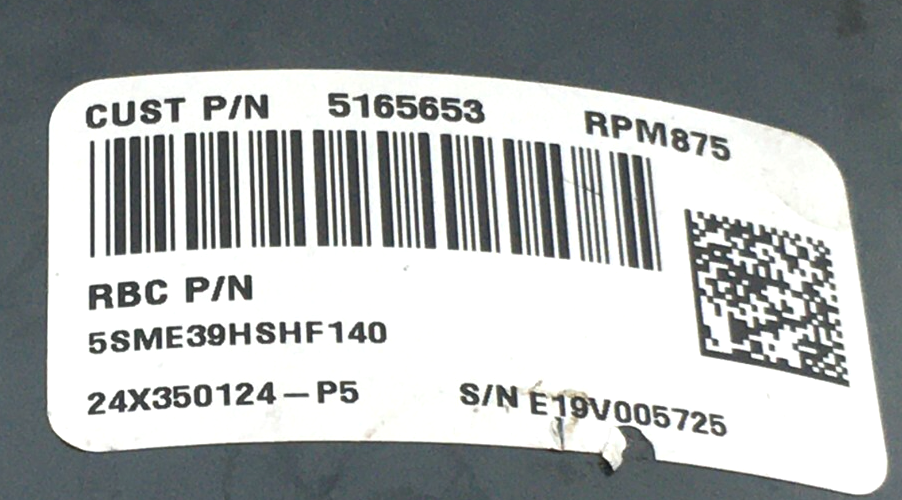 CUST P/N 5165653 RPM875
RBC P/N
5SME39HSHF140
24X350124-P5 S/N E19V005725